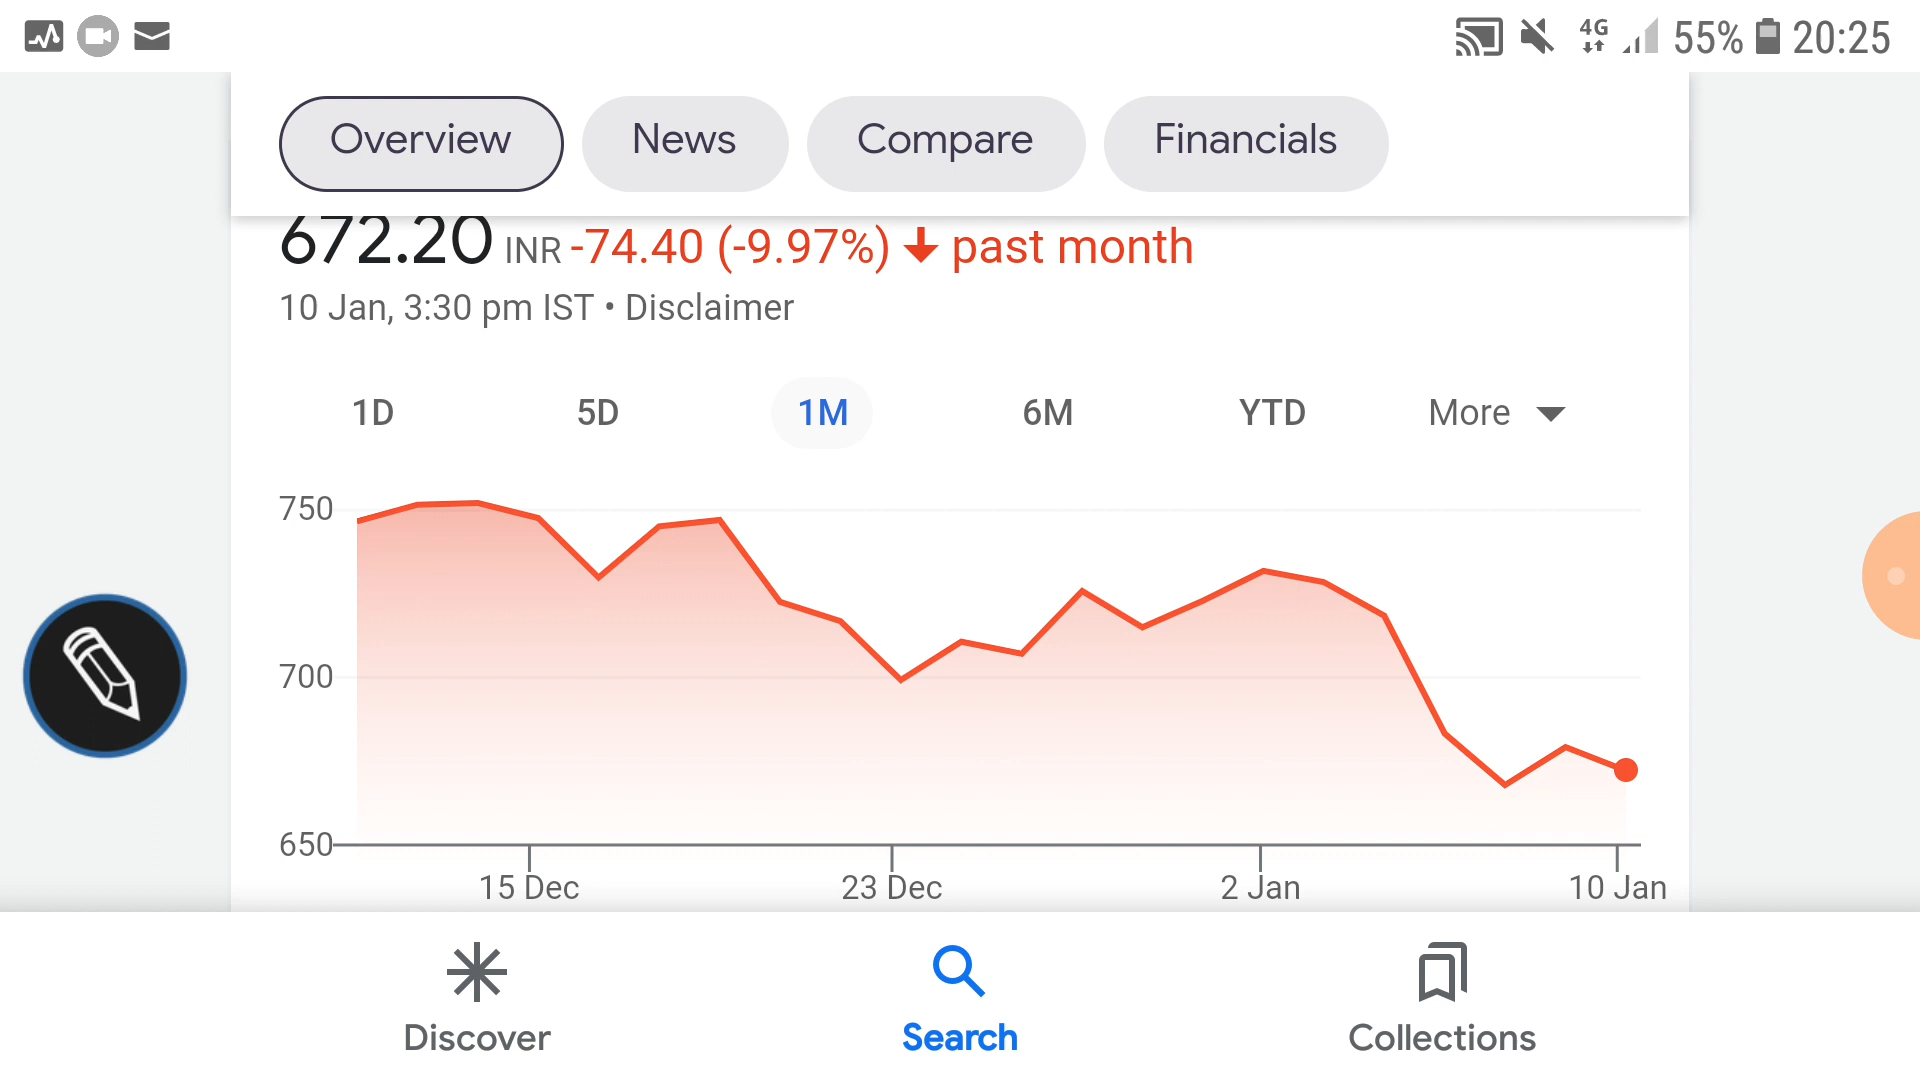 4G 55% 20:25
Overview News Compare Financials
672.20 INR -74.40 (-9.97%) past month
10 Jan, 3:30 pm IST • Disclaimer
1D 5D 1M 6M YTD More
750
700
650
15 Dec 23 Dec 2 Jan 10 Jan
Discover Search Collections